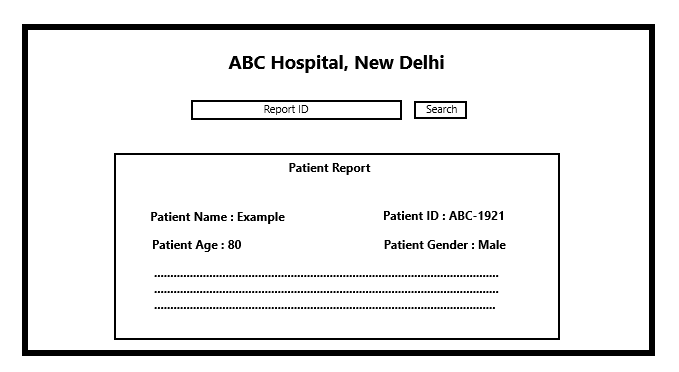 ABC Hospital, New Delhi
Report ID Search
Patient Report
Patient Name : Example Patient ID : ABC-1921
Patient Age : 80 Patient Gender : Male